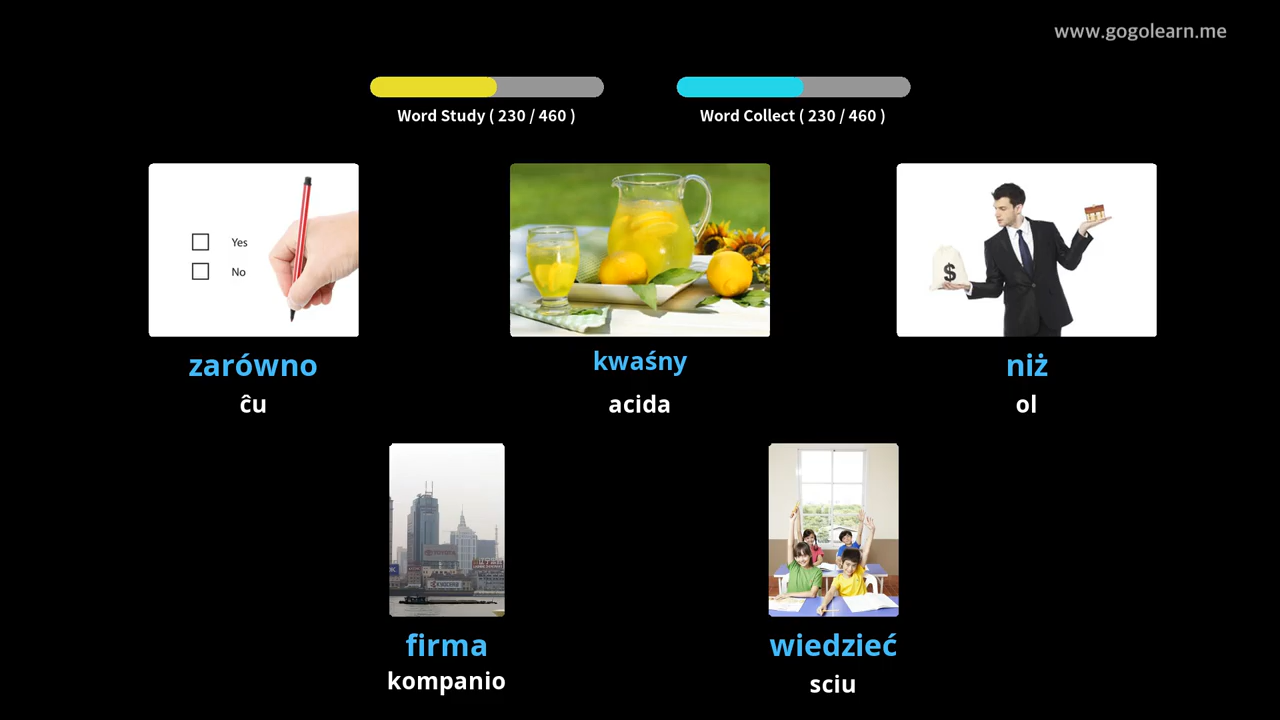 www.gogolearn.me
Word Study ( 230 / 460 )
Word Collect ( 230 / 460 )
Yes
No
$
zarówno
kwaśny
niż
ĉu
acida
ol
firma
wiedzieć
kompanio
sciu